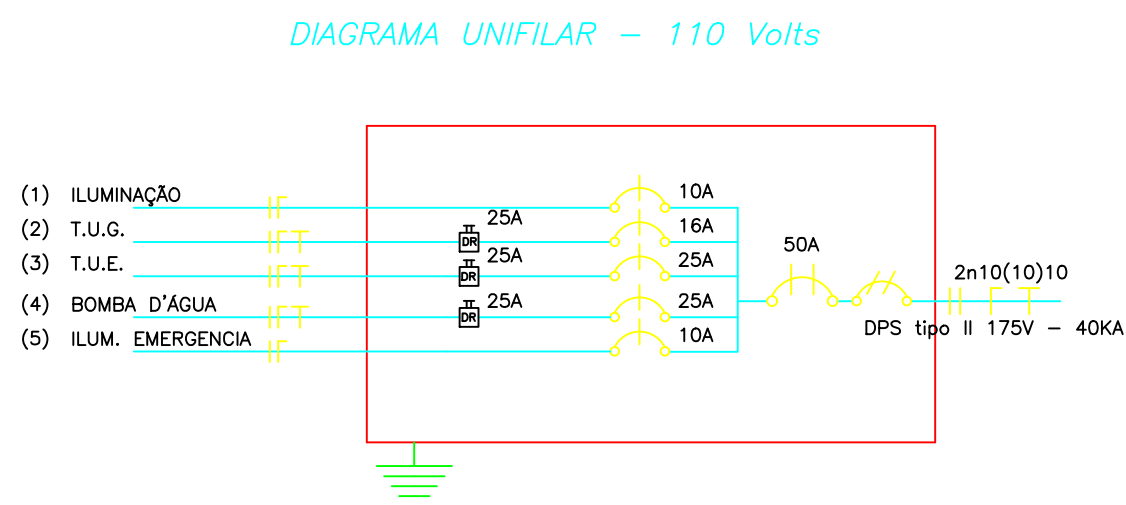 DIAGRAMA UNIFILAR – 110 Volts
(1) ILUMINAÇÃO 10A
(2) T.U.G. DR 25A 16A
(3) T.U.E. DR 25A 25A
50A
2n10(10)10
(4) BOMBA D'ÁGUA DR 25A 25A
DPS tipo II 175V – 40KA
(5) ILUM. EMERGENCIA 10A